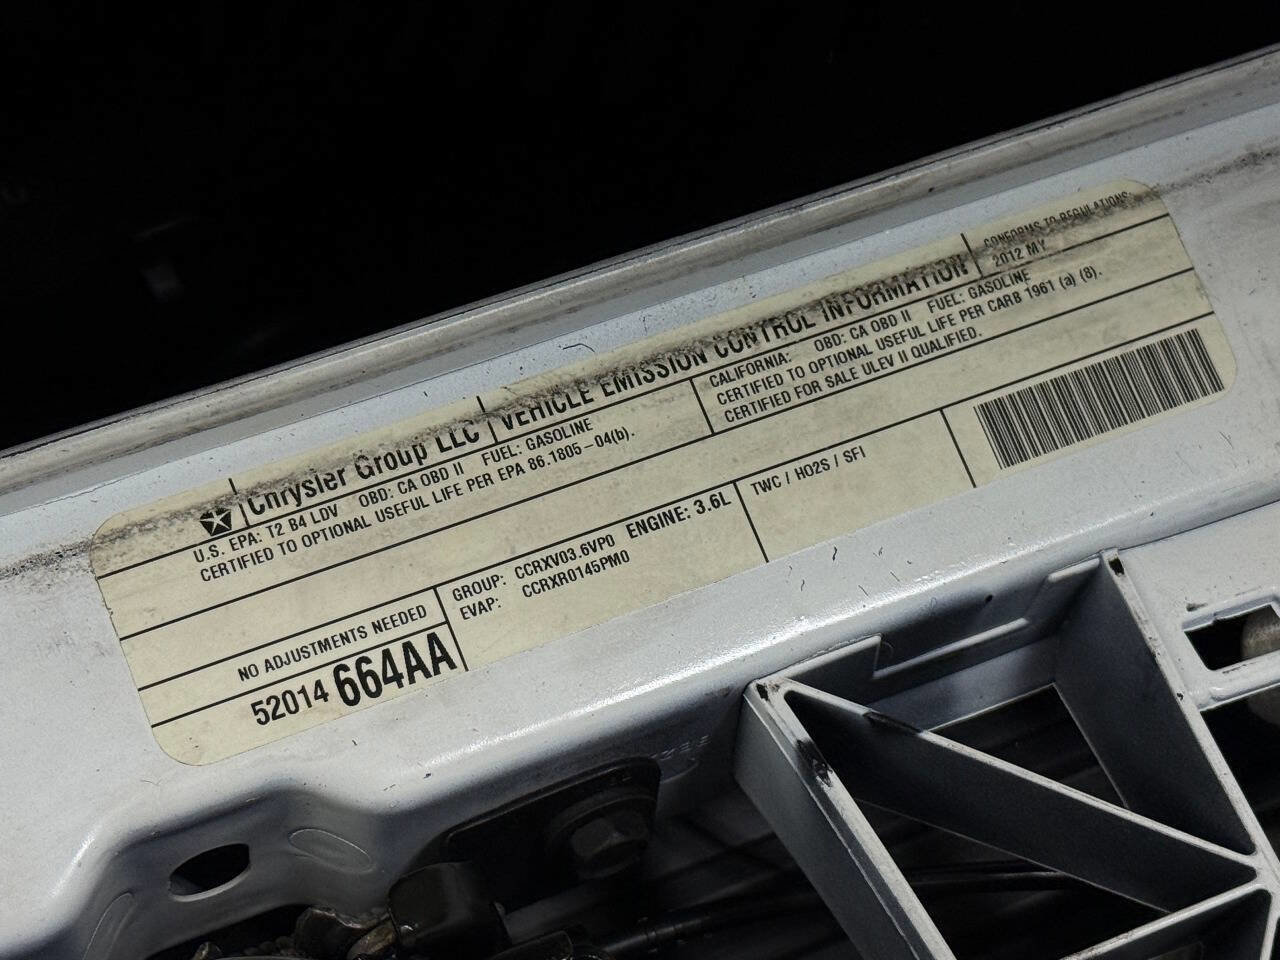 Chrysler Group LLC
VEHICLE EMISSION CONTROL INFORMATION
CONFORMS TO REGULATIONS:
2012 MY
U.S. EPA: T2 B4 LDV OBD: CA OBD II FUEL: GASOLINE
CERTIFIED TO OPTIONAL USEFUL LIFE PER EPA 86.1805-04(b).
CALIFORNIA: OBD: CA OBD II FUEL: GASOLINE
CERTIFIED TO OPTIONAL USEFUL LIFE PER CARB 1961 (a) (8).
CERTIFIED FOR SALE ULEV II QUALIFIED.
NO ADJUSTMENTS NEEDED
52014 664AA
GROUP: CCRXV03.6VP0 ENGINE: 3.6L
EVAP: CCRXR0145PM0
TWC / HO2S / SFI